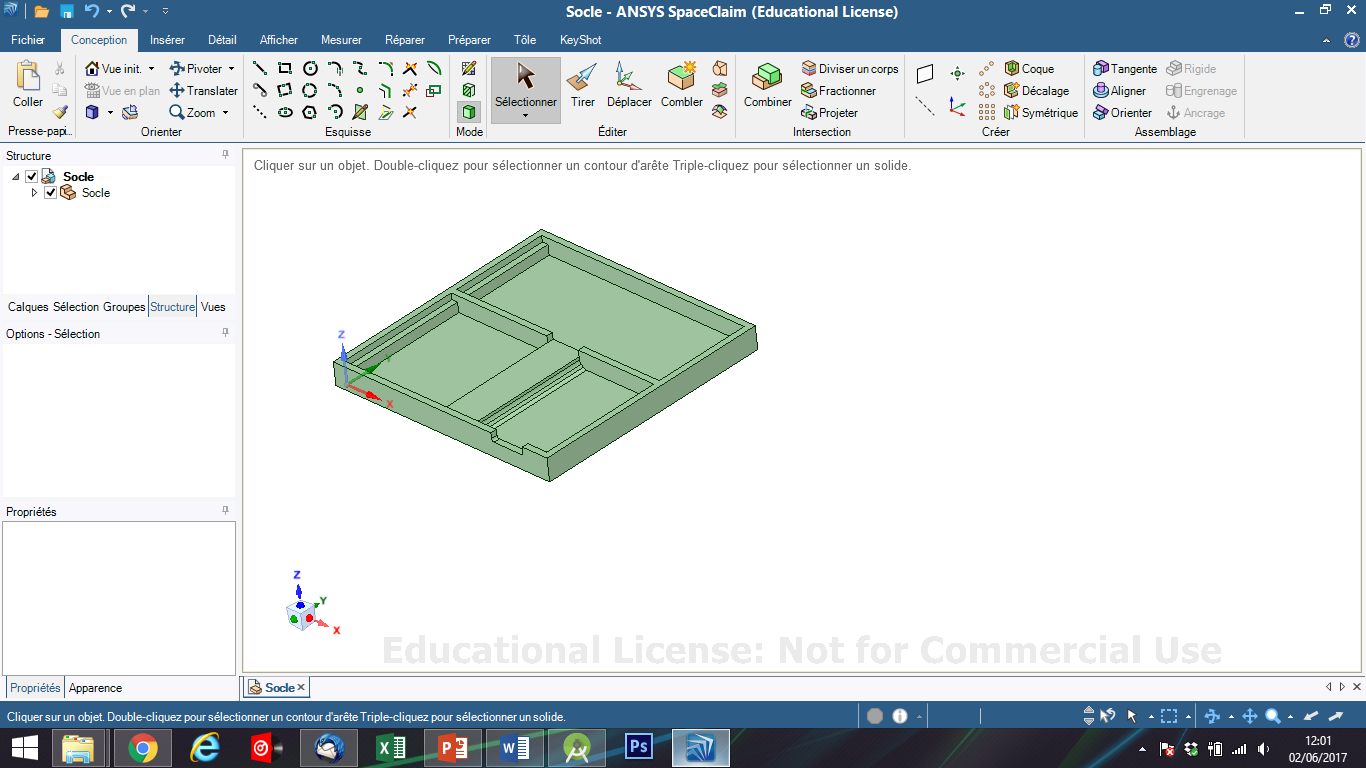 Socle - ANSYS SpaceClaim (Educational License)
Fichier Conception Insérer Détail Afficher Mesurer Réparer Préparer Tôle KeyShot
Coller
Presse-papi...
Vue init. Pivoter
Vue en plan Translater
Zoom
Orienter
Esquisse
Mode
Sélectionner Tirer Déplacer Combler
Éditer
Combiner
Diviser un corps
Fractionner
Projeter
Intersection
Coque
Décalage
Symétrique
Créer
Tangente Rigide
Aligner Engrenage
Orienter Ancrage
Assemblage
Structure
Socle
Socle
Calques Sélection Groupes Structure Vues
Options - Sélection
Propriétés
Propriétés Apparence
Cliquer sur un objet. Double-cliquez pour sélectionner un contour d'arête Triple-cliquez pour sélectionner un solide.
Z
Y
X
Z
Y
X
Educational License: Not for Commercial Use
Socle
Cliquer sur un objet. Double-cliquez pour sélectionner un contour d'arête Triple-cliquez pour sélectionner un solide.
Ps
12:01
02/06/2017